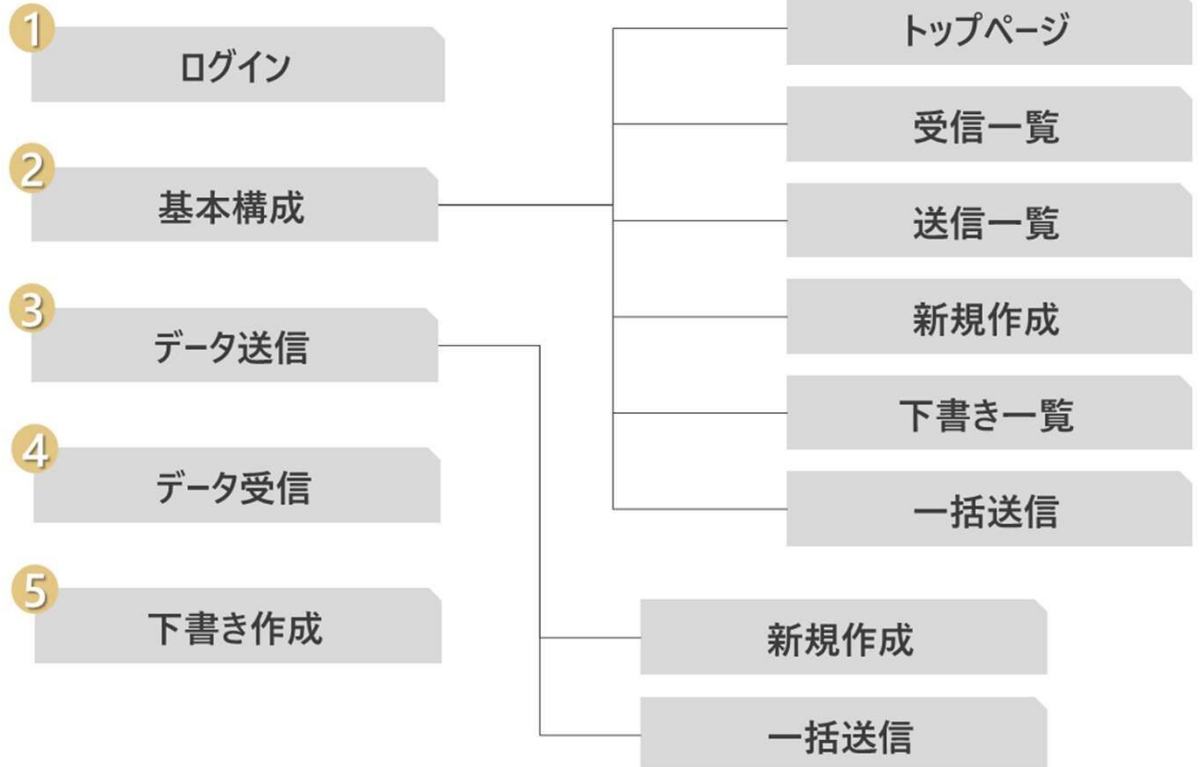 1
ログイン
2
基本構成
トップページ
受信一覧
送信一覧
新規作成
下書き一覧
一括送信
3
データ送信
新規作成
一括送信
4
データ受信
5
下書き作成